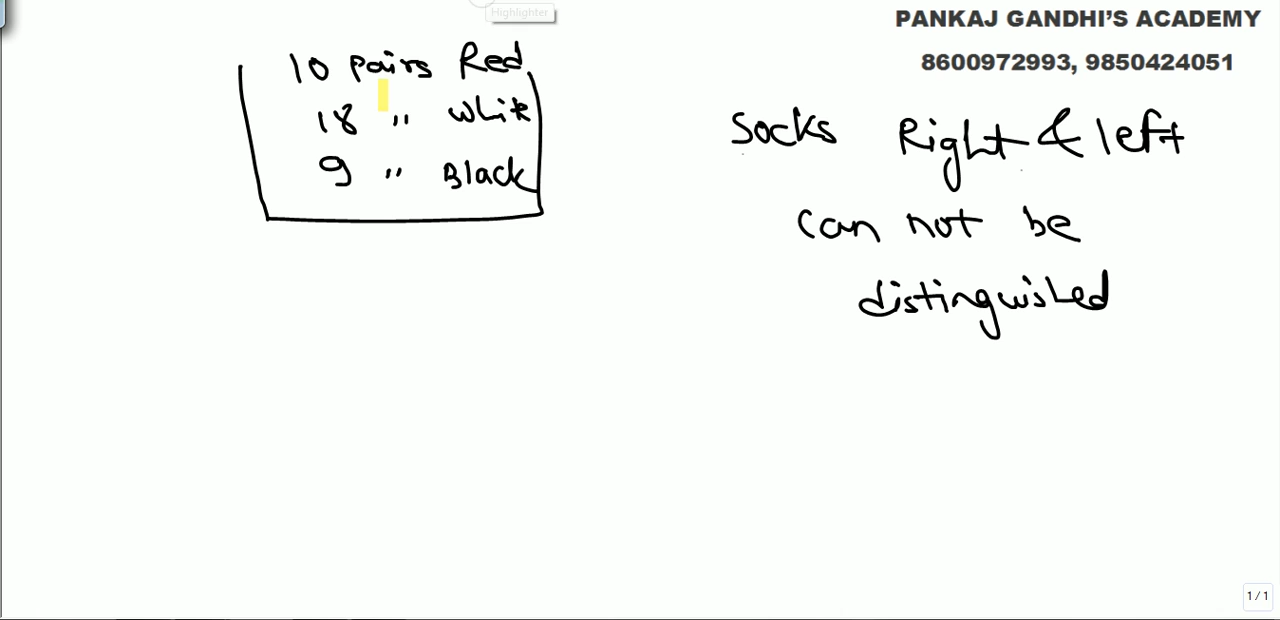 Highlighter
PANKAJ GANDHI'S ACADEMY
8600972993, 9850424051
10 pairs Red
18 " White
9 " Black
Socks Right & left
can not be
distinguished
1 / 1